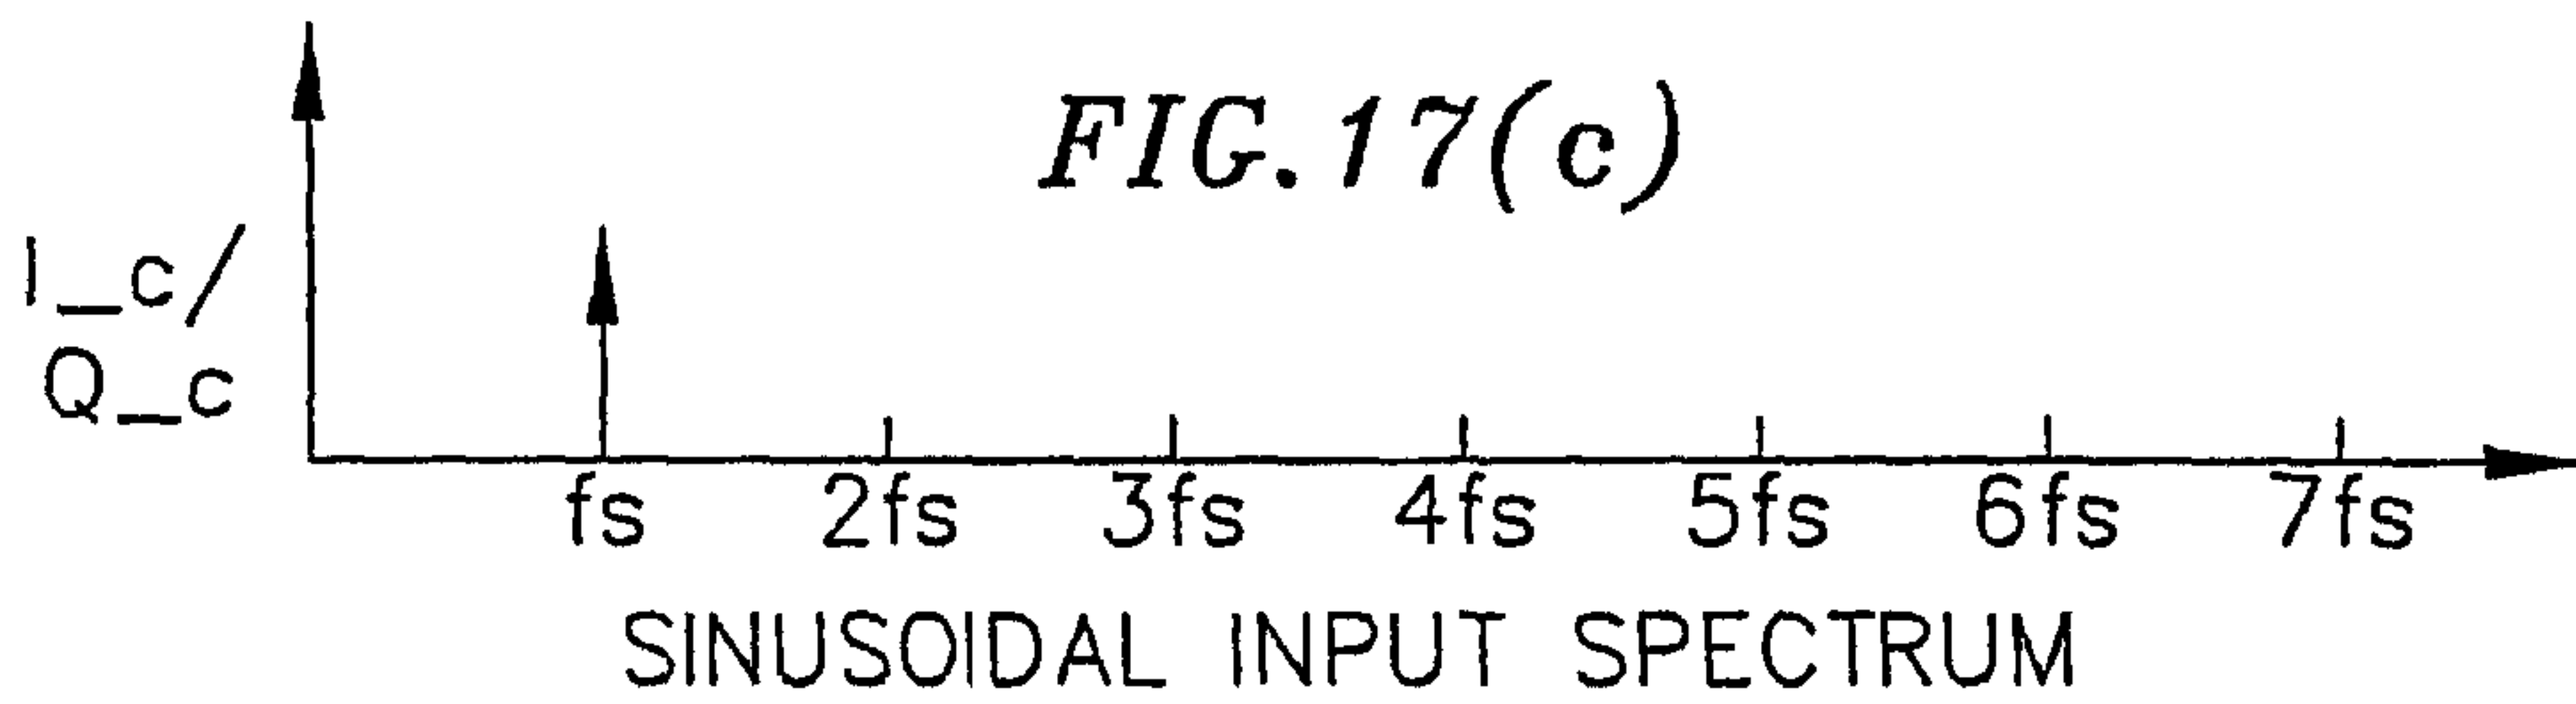 FIG. 17(c)
I_c/
Q_c
fs 2fs 3fs 4fs 5fs 6fs 7fs
SINUSOIDAL INPUT SPECTRUM